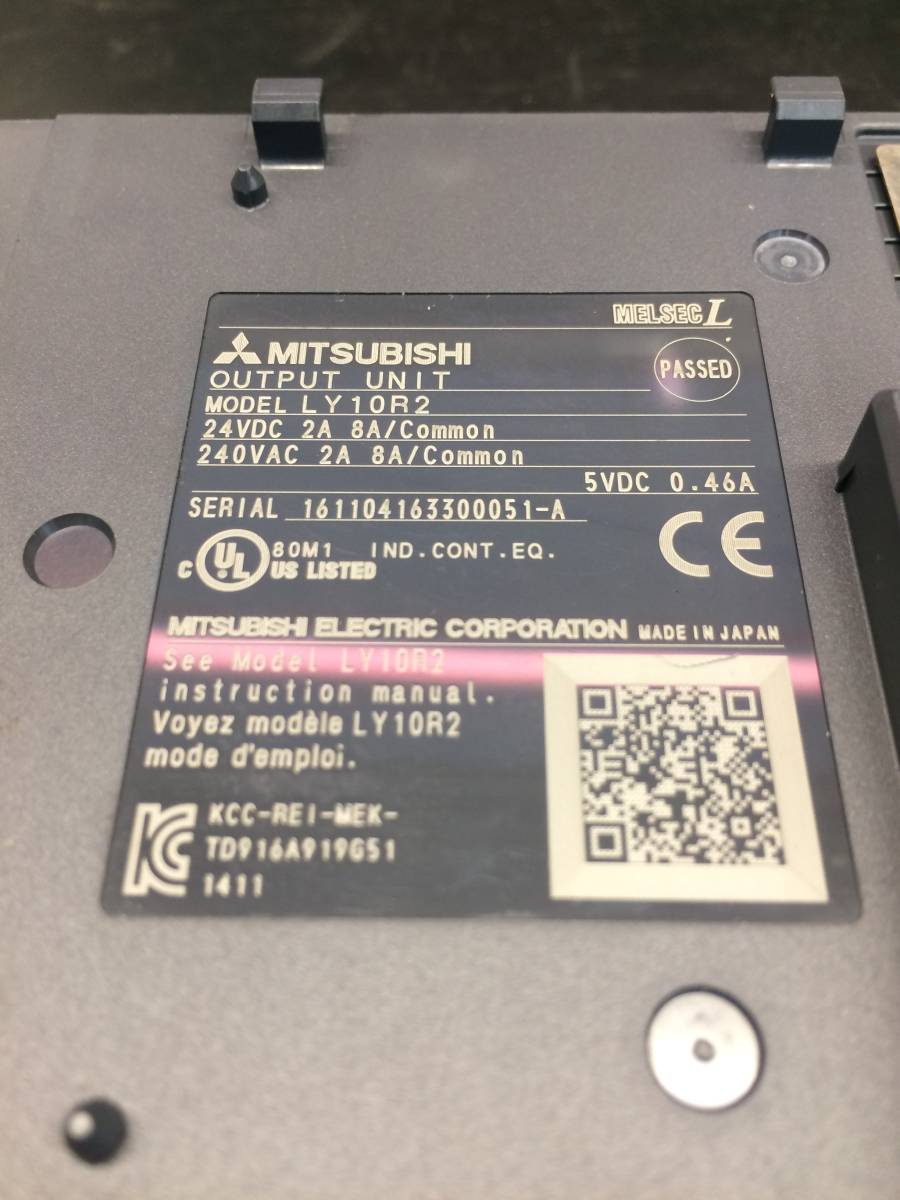 MELSEC L
MITSUBISHI
PASSED
OUTPUT UNIT
MODEL LY10R2
24VDC 2A 8A/Common
240VAC 2A 8A/Common
5VDC 0.46A
SERIAL 161104163300051-A
C UL US LISTED 80M1 IND.CONT.EQ.
CE
MITSUBISHI ELECTRIC CORPORATION MADE IN JAPAN
See Model LY10R2
instruction manual.
Voyez modèle LY10R2
mode d'emploi.
KC
KCC-REI-MEK-
TD916A919G51
1411